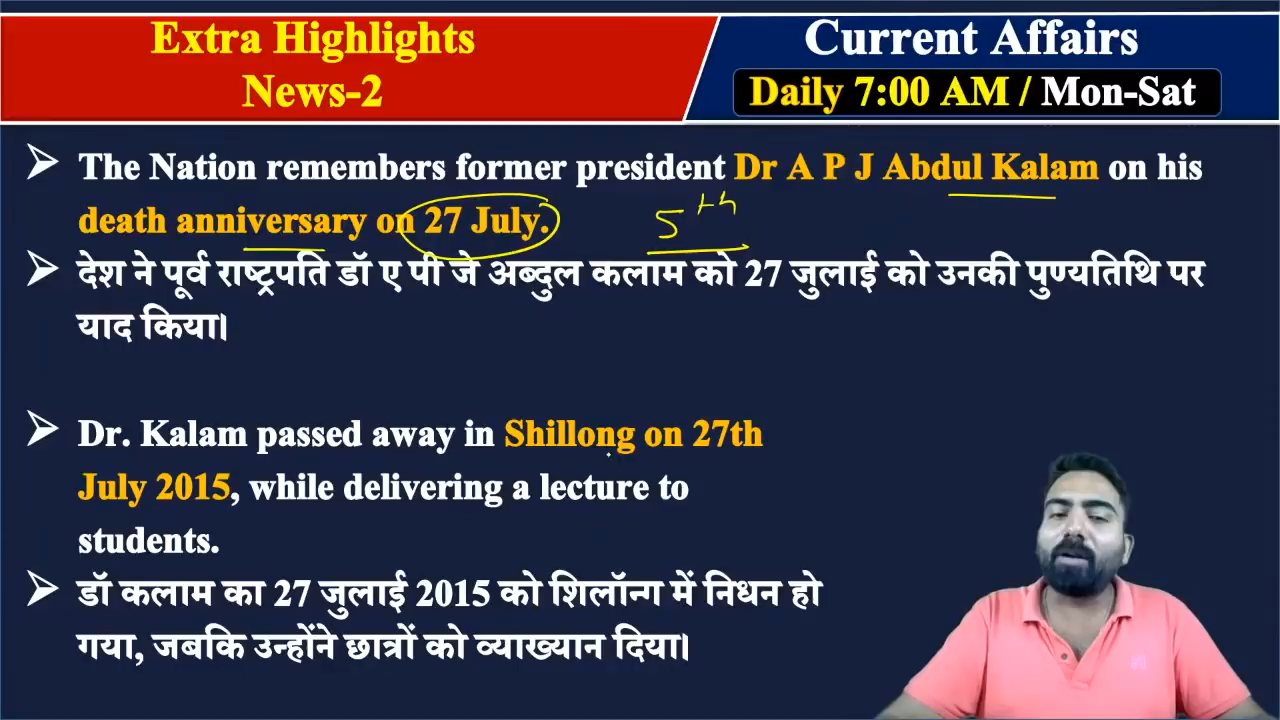 Extra Highlights
News-2
Current Affairs
Daily 7:00 AM / Mon-Sat
The Nation remembers former president Dr A P J Abdul Kalam on his
death anniversary on 27 July.
5th
देश ने पूर्व राष्ट्रपति डॉ ए पी जे अब्दुल कलाम को 27 जुलाई को उनकी पुण्यतिथि पर
याद किया।
Dr. Kalam passed away in Shillong on 27th
July 2015, while delivering a lecture to
students.
डॉ कलाम का 27 जुलाई 2015 को शिलॉन्ग में निधन हो
गया, जबकि उन्होंने छात्रों को व्याख्यान दिया।